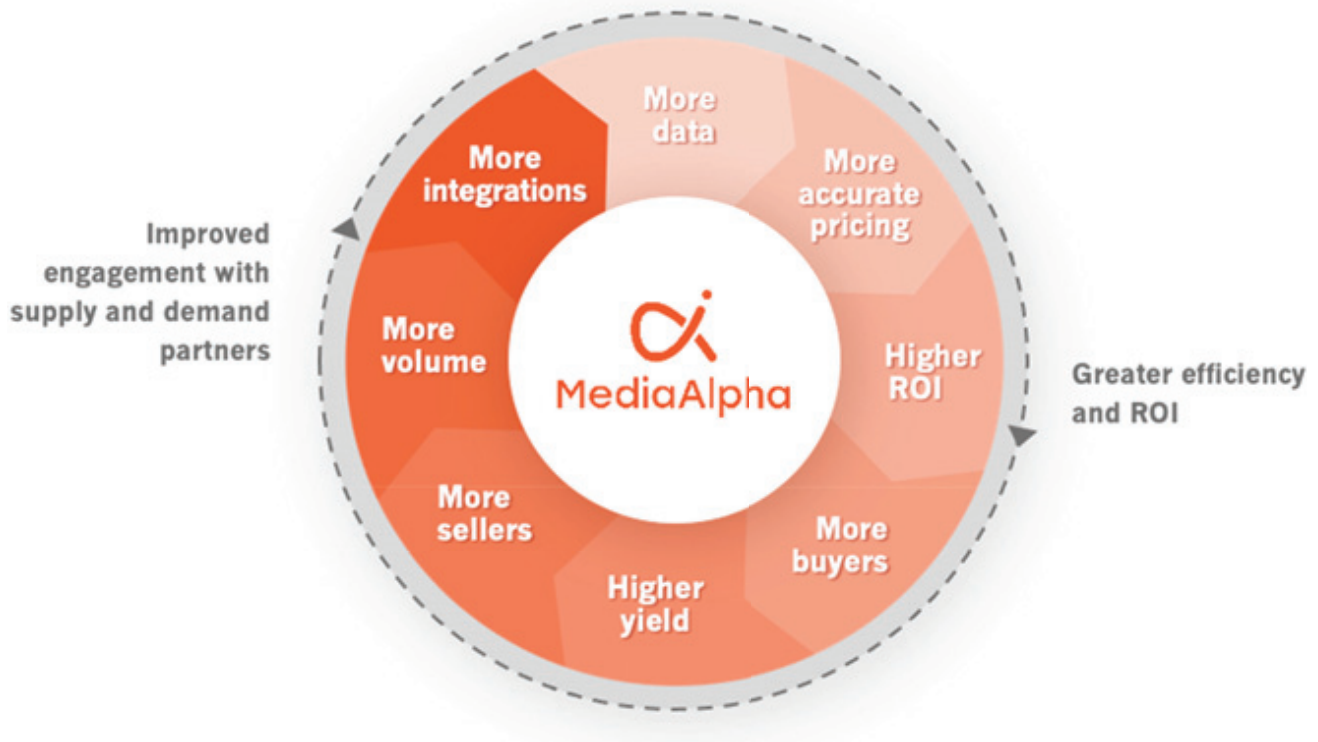 More
data
More
accurate
pricing
Higher
ROI
More
buyers
Higher
yield
More
sellers
More
volume
More
integrations
MediaAlpha
Improved
engagement with
supply and demand
partners
Greater efficiency
and ROI